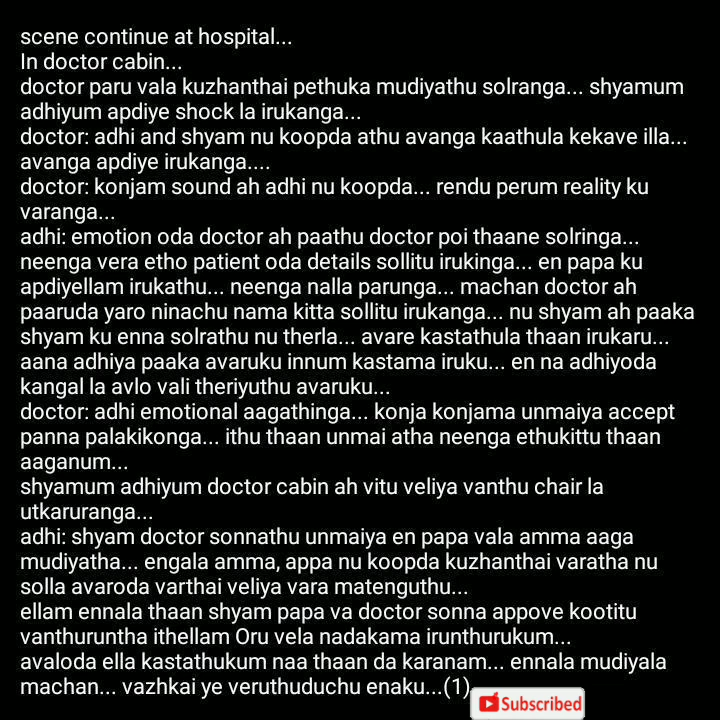 scene continue at hospital...
In doctor cabin...
doctor paru vala kuzhanthai pethuka mudiyathu solranga... shyamum
adhiyum apdiye shock la irukanga...
doctor: adhi and shyam nu koopda athu avanga kaathula kekave illa...
avanga apdiye irukanga....
doctor: konjam sound ah adhi nu koopda... rendu perum reality ku
varanga...
adhi: emotion oda doctor ah paathu doctor poi thaane solringa...
neenga vera etho patient oda details sollitu irukinga... en papa ku
apdiyellam irukathu... neenga nalla parunga... machan doctor ah
paaruda yaro ninachu nama kitta sollitu irukanga... nu shyam ah paaka
shyam ku enna solrathu nu therla... avare kastathula thaan irukaru...
aana adhiya paaka avaruku innum kastama iruku... en na adhiyoda
kangal la avlo vali theriyuthu avaruku...
doctor: adhi emotional aagathinga... konja konjama unmaiya accept
panna palakikonga... ithu thaan unmai atha neenga ethukittu thaan
aaganum...
shyamum adhiyum doctor cabin ah vitu veliya vanthu chair la
utkaruranga...
adhi: shyam doctor sonnathu unmaiya en papa vala amma aaga
mudiyatha... engala amma, appa nu koopda kuzhanthai varatha nu
solla avaroda varthai veliya vara matenguthu...
ellam ennala thaan shyam papa va doctor sonna appove kootitu
vanthuruntha ithellam Oru vela nadakama irunthurukum...
avaloda ella kastathukum naa thaan da karanam... ennala mudiyala
machan... vazhkai ye veruthuduchu enaku...(1)
Subscribed